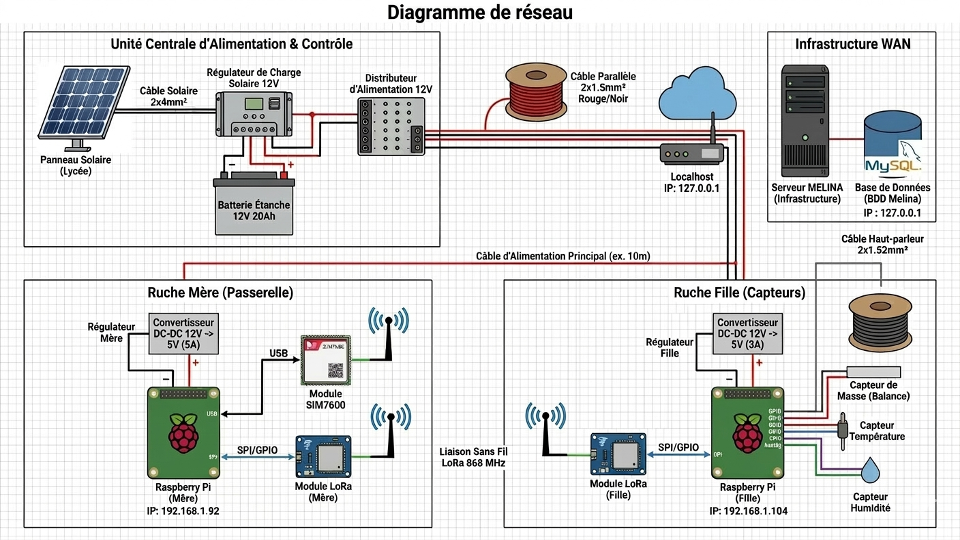 Diagramme de réseau
Unité Centrale d'Alimentation & Contrôle
Câble Solaire
2x4mm²
Panneau Solaire
(Lycée)
Régulateur de Charge
Solaire 12V
Distributeur
d'Alimentation 12V
−
+
Batterie Étanche
12V 20Ah
Câble Parallèle
2x1.5mm²
Rouge/Noir
Localhost
IP: 127.0.0.1
Infrastructure WAN
Serveur MELINA
(Infrastructure)
MySQL
Base de Données
(BDD Melina)
IP : 127.0.0.1
Câble d'Alimentation Principal (ex. 10m)
Câble Haut-parleur
2x1.52mm²
Ruche Mère (Passerelle)
Régulateur
Mère
Convertisseur
DC-DC 12V ->
5V (5A)
−
+
USB
USB
Module
SIM7600
SPI/GPIO
Module LoRa
(Mère)
Raspberry Pi
(Mère)
IP: 192.168.1.92
Liaison Sans Fil
LoRa 868 MHz
Ruche Fille (Capteurs)
Régulateur
Fille
Convertisseur
DC-DC 12V ->
5V (3A)
−
+
SPI/GPIO
Module LoRa
(Fille)
Raspberry Pi
(Fille)
IP: 192.168.1.104
GPIO
Capteur de
Masse (Balance)
Capteur
Température
Capteur
Humidité